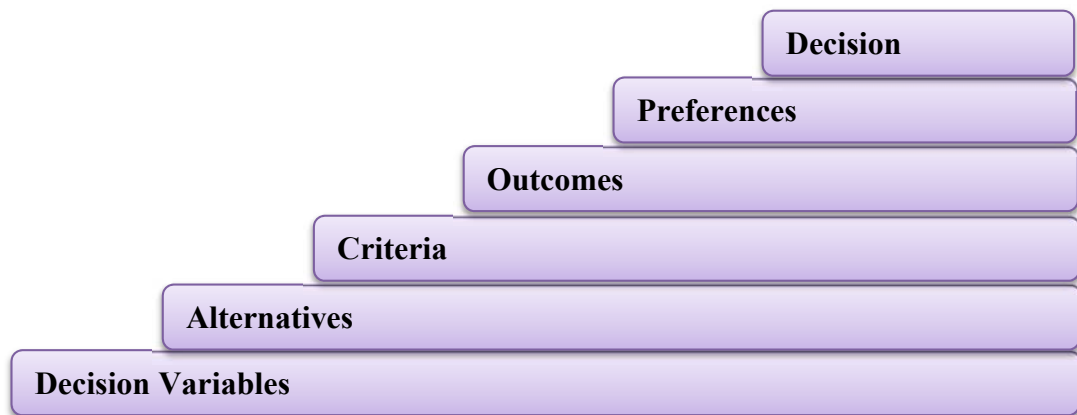 Decision
Preferences
Outcomes
Criteria
Alternatives
Decision Variables